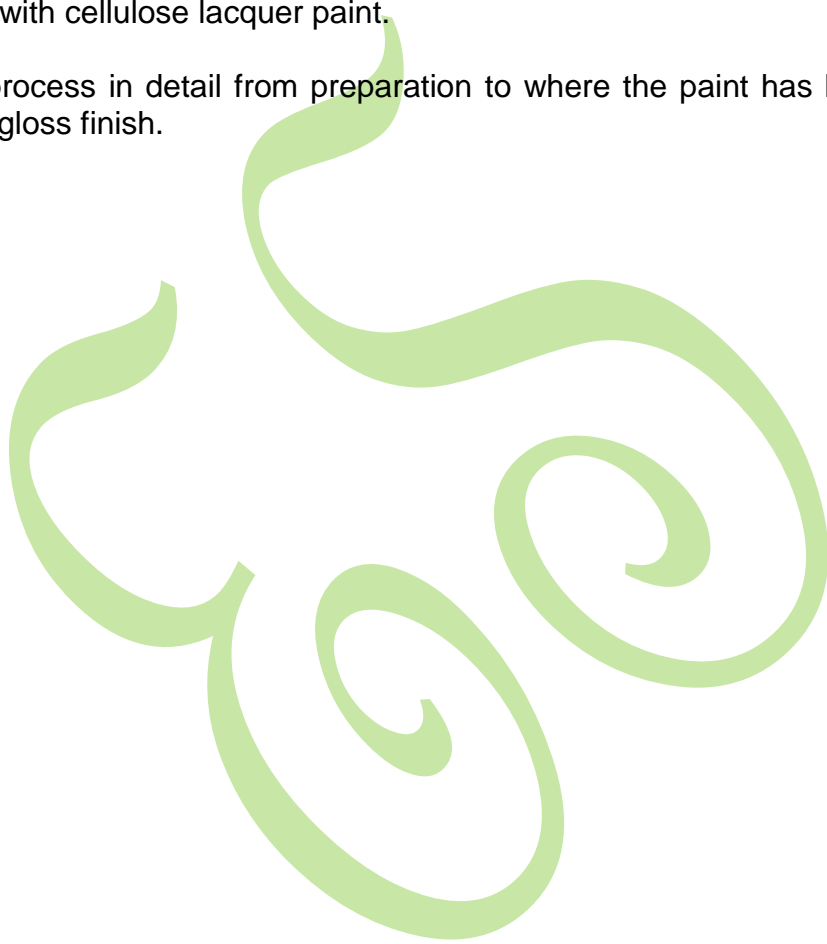 with cellulose lacquer paint.
process in detail from preparation to where the paint has
gloss finish.